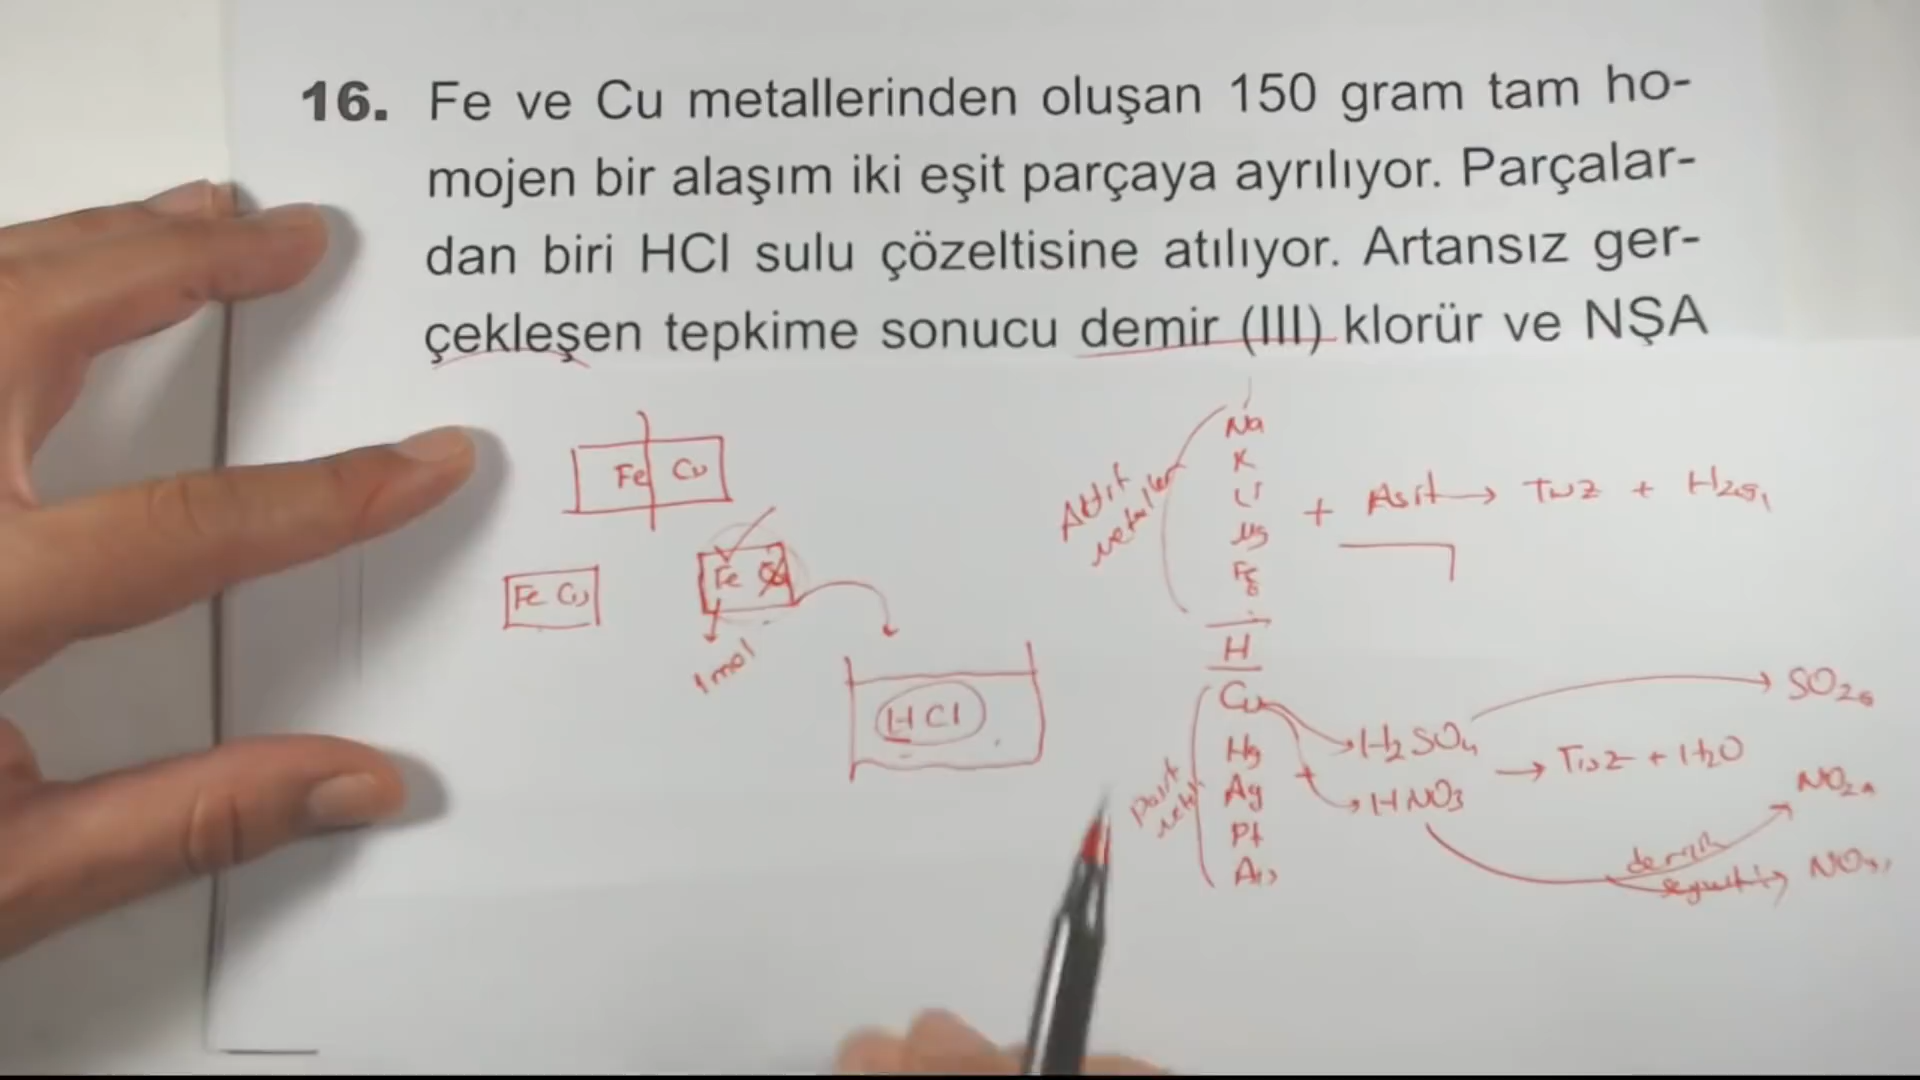 16. Fe ve Cu metallerinden oluşan 150 gram tam ho-
mojen bir alaşım iki eşit parçaya ayrılıyor. Parçalar-
dan biri HCl sulu çözeltisine atılıyor. Artansız ger-
çekleşen tepkime sonucu demir (III) klorür ve NŞA
Fe Cu
Fe Cu
Fe Cu
1 mol
HCl
Aktif metaller
Na
K
Li
Mg
Fe
+ Asit → Tuz + H2(g)
H
Cu
Hg
Ag
Pt
Au
+
H2SO4
HNO3
→ Tuz + H2O
SO2
derişik
NO2
seyreltik